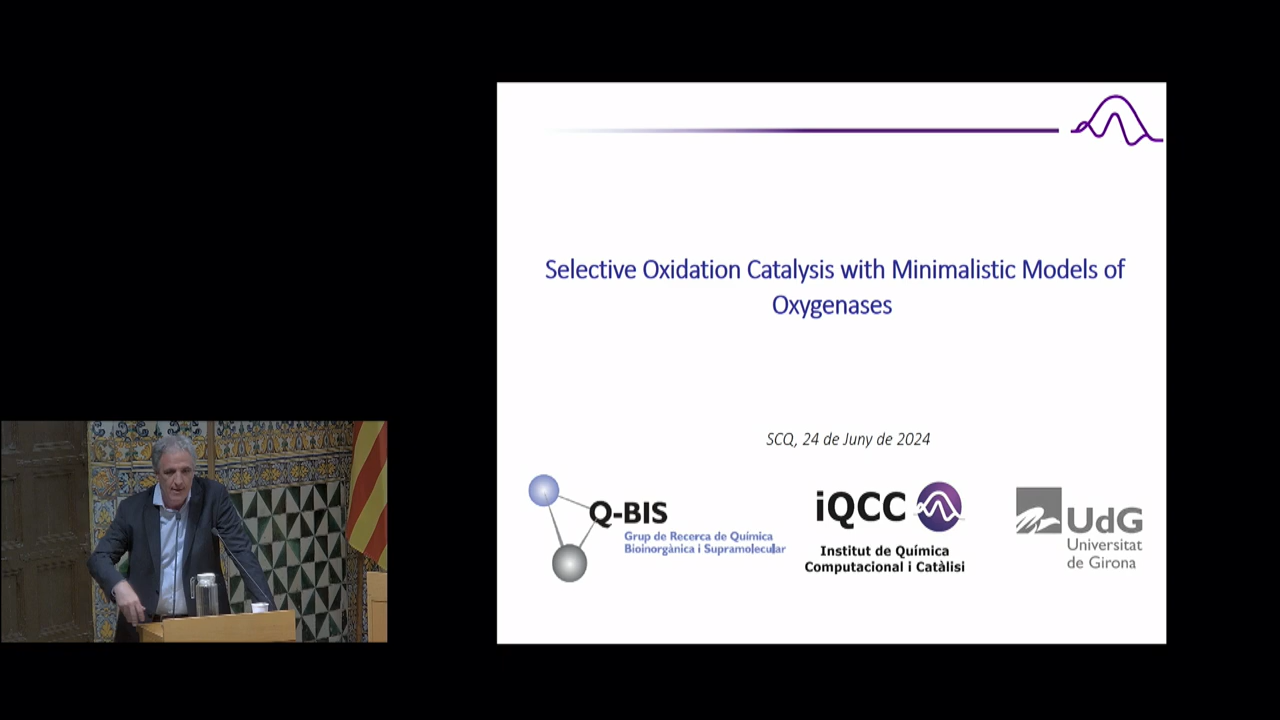 Selective Oxidation Catalysis with Minimalistic Models of
Oxygenases
SCQ, 24 de Juny de 2024
Q-BIS
Grup de Recerca de Química
Bioinorgànica i Supramolecular
iQCC
Institut de Química
Computacional i Catàlisi
UdG
Universitat
de Girona